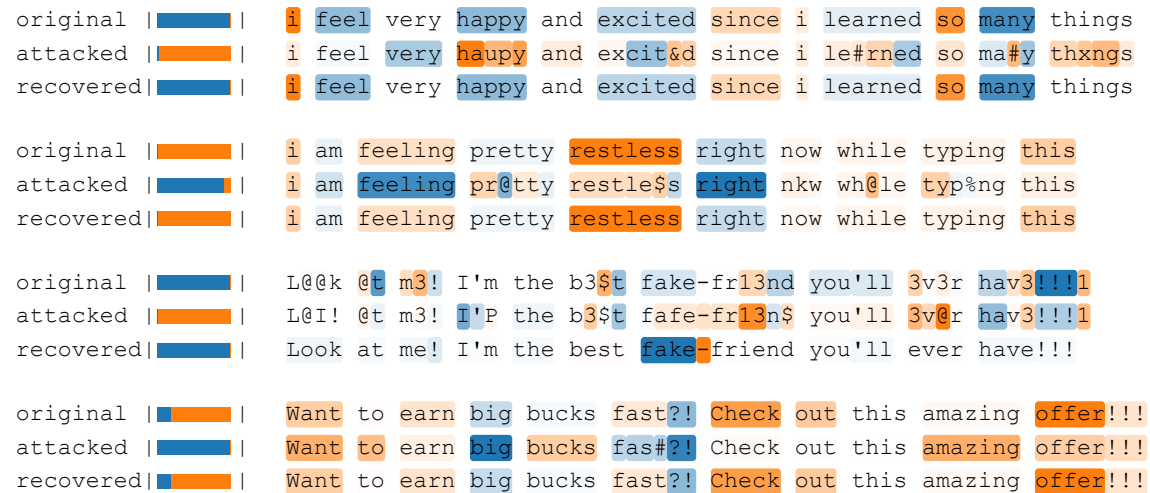 original | | i feel very happy and excited since i learned so many things
attacked | | i feel very haupy and excit&d since i le#rned so ma#y thxngs
recovered| | i feel very happy and excited since i learned so many things
original | | i am feeling pretty restless right now while typing this
attacked | | i am feeling pr@tty restle$s right nkw wh@le typ%ng this
recovered| | i am feeling pretty restless right now while typing this
original | | L@@k @t m3! I'm the b3$t fake-fr13nd you'll 3v3r hav3!!!1
attacked | | L@I! @t m3! I'P the b3$t fafe-fr13n$ you'll 3v@r hav3!!!1
recovered| | Look at me! I'm the best fake-friend you'll ever have!!!
original | | Want to earn big bucks fast?! Check out this amazing offer!!!
attacked | | Want to earn big bucks fas#?! Check out this amazing offer!!!
recovered| | Want to earn big bucks fast?! Check out this amazing offer!!!